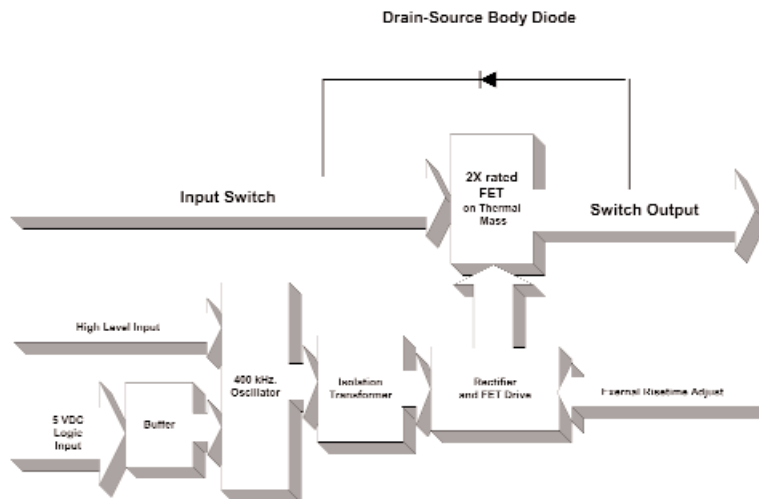 Drain-Source Body Diode
Input Switch
2X rated
FET
on Thermal
Mass
Switch Output
High Level Input
5 VDC
Logic
Input
Buffer
400 kHz.
Oscillator
Isolation
Transformer
Rectifier
and FET Drive
Exernal Risetime Adjust